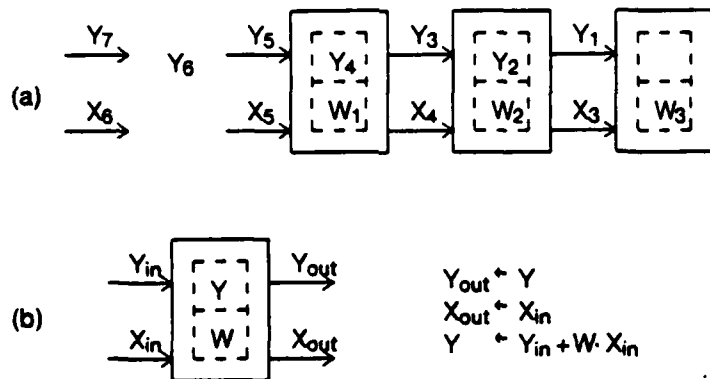 Y7 Y6 Y5 Y3 Y1
Y4 Y2
(a)
W1 W2 W3
X6 X5 X4 X3
Yin Yout
Y
Yout ← Y
(b)
Xout ← Xin
W
Xin Xout
Y ← Yin + W · Xin